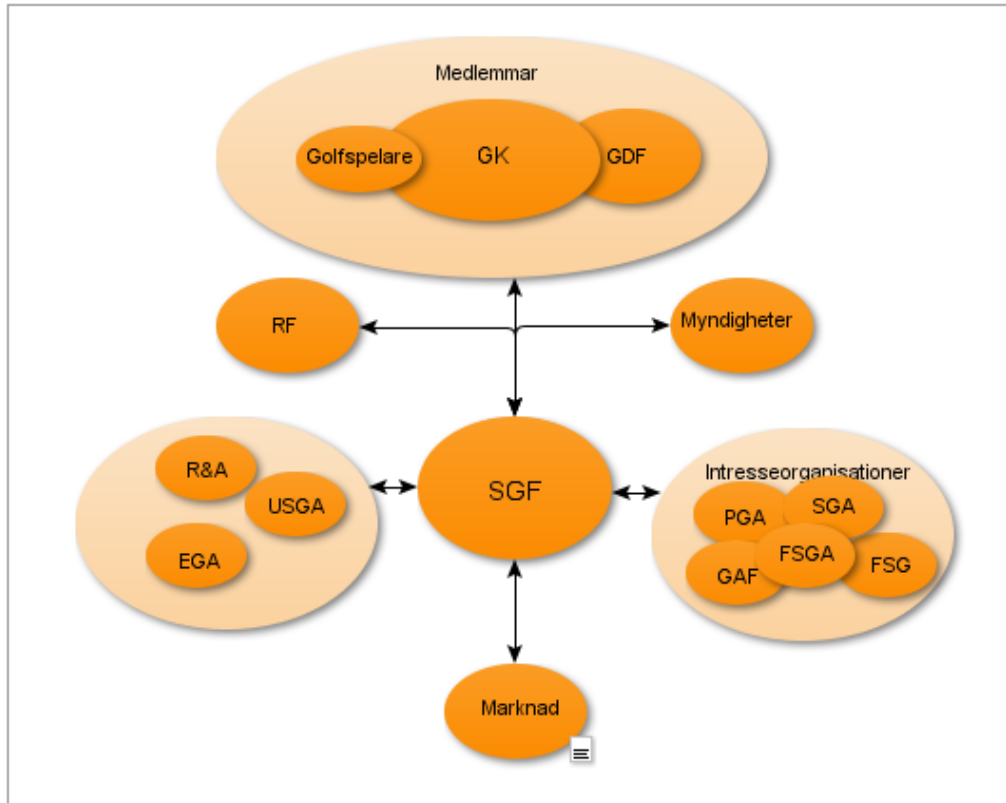 Medlemmar
Golfspelare
GK
GDF
RF
Myndigheter
R&A
USGA
EGA
SGF
Intresseorganisationer
PGA
SGA
FSGA
GAF
FSG
Marknad